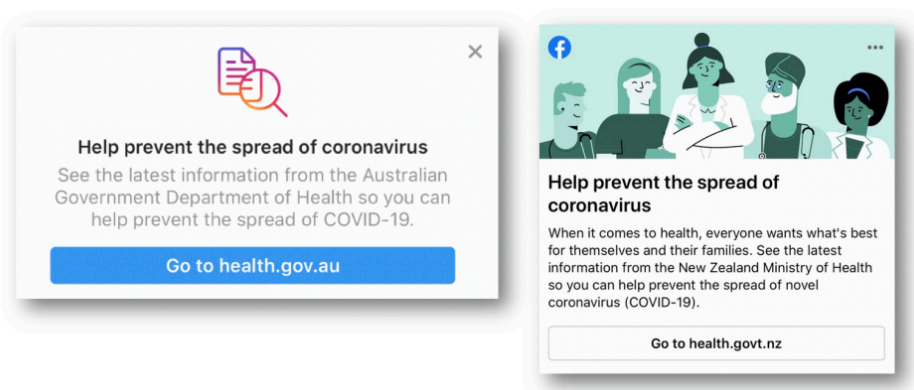 Help prevent the spread of coronavirus
See the latest information from the Australian
Government Department of Health so you can
help prevent the spread of COVID-19.
Go to health.gov.au
Help prevent the spread of
coronavirus
When it comes to health, everyone wants what's best
for themselves and their families. See the latest
information from the New Zealand Ministry of Health
so you can help prevent the spread of novel
coronavirus (COVID-19).
Go to health.govt.nz